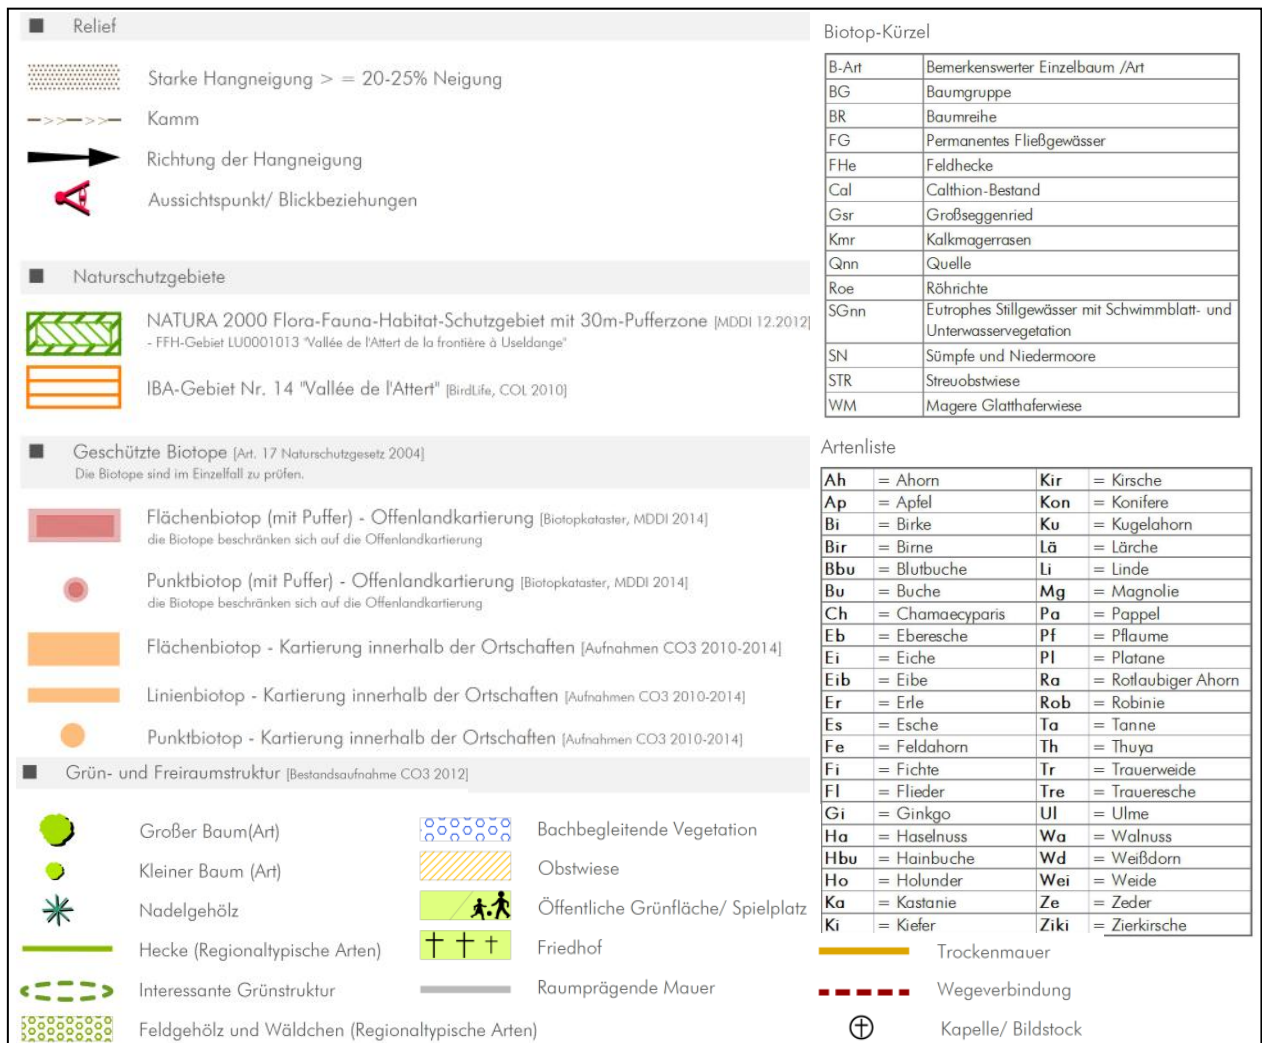 Relief
Starke Hangneigung > = 20-25% Neigung
Kamm
Richtung der Hangneigung
Aussichtspunkt/ Blickbeziehungen
Naturschutzgebiete
NATURA 2000 Flora-Fauna-Habitat-Schutzgebiet mit 30m-Pufferzone [MDDI 12.2012]
- FFH-Gebiet LU0001013 "Vallée de l'Attert de la frontière à Useldange"
IBA-Gebiet Nr. 14 "Vallée de l'Attert" [BirdLife, COL 2010]
Geschützte Biotope [Art. 17 Naturschutzgesetz 2004]
Die Biotope sind im Einzelfall zu prüfen.
Flächenbiotop (mit Puffer) - Offenlandkartierung [Biotopkataster, MDDI 2014]
die Biotope beschränken sich auf die Offenlandkartierung
Punktbiotop (mit Puffer) - Offenlandkartierung [Biotopkataster, MDDI 2014]
die Biotope beschränken sich auf die Offenlandkartierung
Flächenbiotop - Kartierung innerhalb der Ortschaften [Aufnahmen CO3 2010-2014]
Linienbiotop - Kartierung innerhalb der Ortschaften [Aufnahmen CO3 2010-2014]
Punktbiotop - Kartierung innerhalb der Ortschaften [Aufnahmen CO3 2010-2014]
Grün- und Freiraumstruktur [Bestandsaufnahme CO3 2012]
Großer Baum(Art)
Kleiner Baum (Art)
Nadelgehölz
Hecke (Regionaltypische Arten)
Interessante Grünstruktur
Feldgehölz und Wäldchen (Regionaltypische Arten)
Bachbegleitende Vegetation
Obstwiese
Öffentliche Grünfläche/ Spielplatz
Friedhof
Raumprägende Mauer
Biotop-Kürzel
B-Art Bemerkenswerter Einzelbaum /Art
BG Baumgruppe
BR Baumreihe
FG Permanentes Fließgewässer
FHe Feldhecke
Cal Calthion-Bestand
Gsr Großseggenried
Kmr Kalkmagerrasen
Qnn Quelle
Roe Röhrichte
SGnn Eutrophes Stillgewässer mit Schwimmblatt- und
Unterwasservegetation
SN Sümpfe und Niedermoore
STR Streuobstwiese
WM Magere Glatthaferwiese
Artenliste
Ah = Ahorn Kir = Kirsche
Ap = Apfel Kon = Konifere
Bi = Birke Ku = Kugelahorn
Bir = Birne Lä = Lärche
Bbu = Blutbuche Li = Linde
Bu = Buche Mg = Magnolie
Ch = Chamaecyparis Pa = Pappel
Eb = Eberesche Pf = Pflaume
Ei = Eiche Pl = Platane
Eib = Eibe Ra = Rotlaubiger Ahorn
Er = Erle Rob = Robinie
Es = Esche Ta = Tanne
Fe = Feldahorn Th = Thuya
Fi = Fichte Tr = Trauerweide
Fl = Flieder Tre = Traueresche
Gi = Ginkgo Ul = Ulme
Ha = Haselnuss Wa = Walnuss
Hbu = Hainbuche Wd = Weißdorn
Ho = Holunder Wei = Weide
Ka = Kastanie Ze = Zeder
Ki = Kiefer Ziki = Zierkirsche
Trockenmauer
Wegeverbindung
Kapelle/ Bildstock